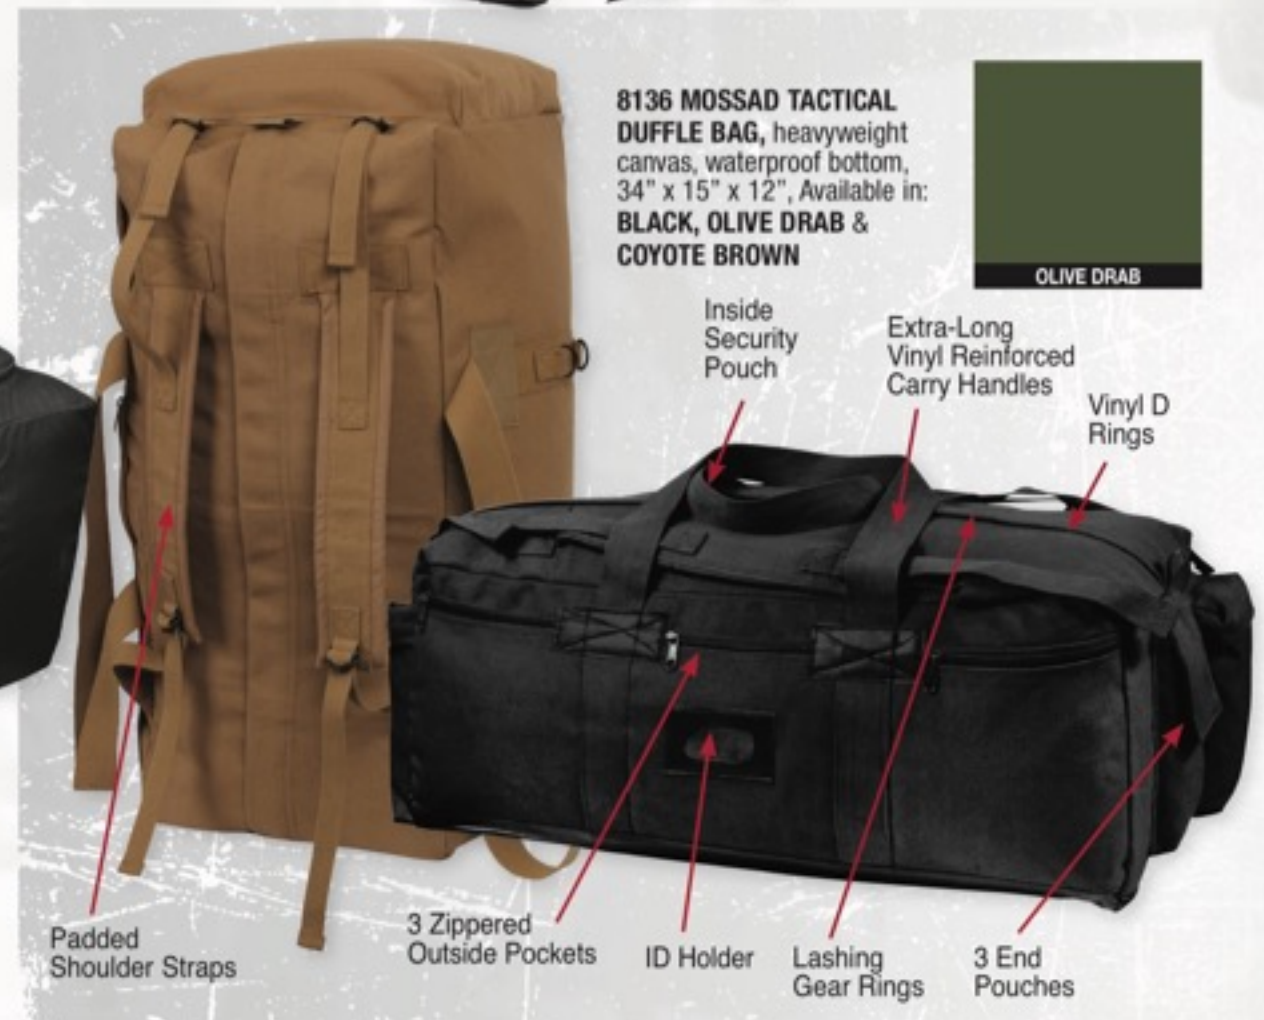 8136 MOSSAD TACTICAL
DUFFLE BAG, heavyweight
canvas, waterproof bottom,
34” x 15” x 12”, Available in:
BLACK, OLIVE DRAB &
COYOTE BROWN
OLIVE DRAB
Inside
Security
Pouch
Extra-Long
Vinyl Reinforced
Carry Handles
Vinyl D
Rings
Padded
Shoulder Straps
3 Zippered
Outside Pockets
ID Holder
Lashing
Gear Rings
3 End
Pouches